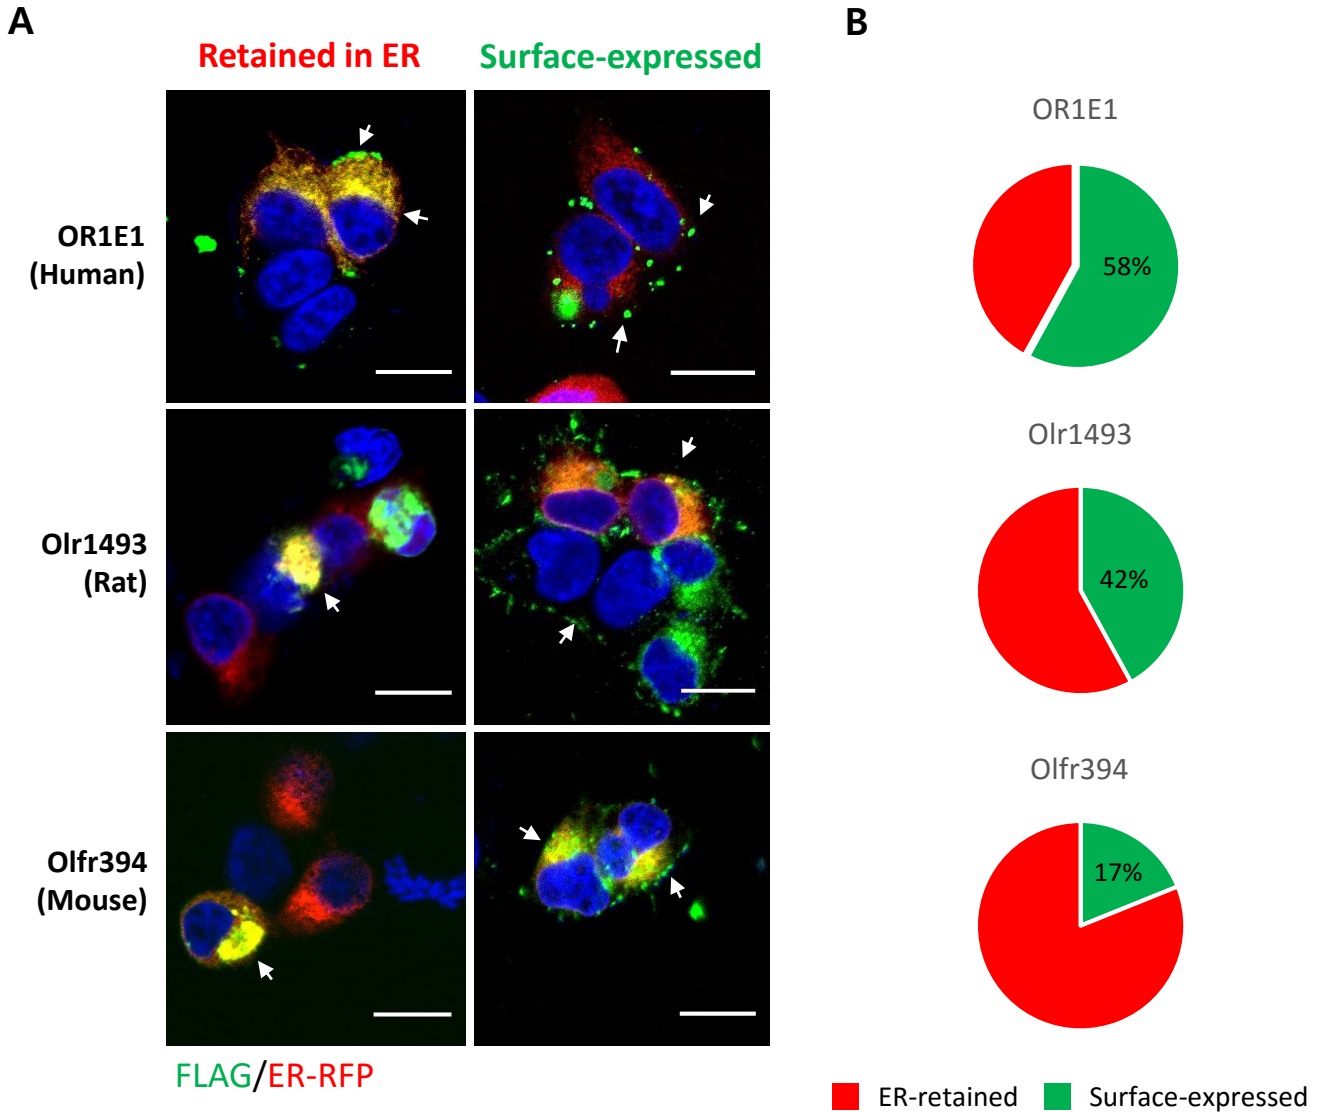 A
B
Retained in ER
Surface-expressed
OR1E1
(Human)
Olr1493
(Rat)
Olfr394
(Mouse)
FLAG/ER-RFP
OR1E1
58%
Olr1493
42%
Olfr394
17%
ER-retained
Surface-expressed